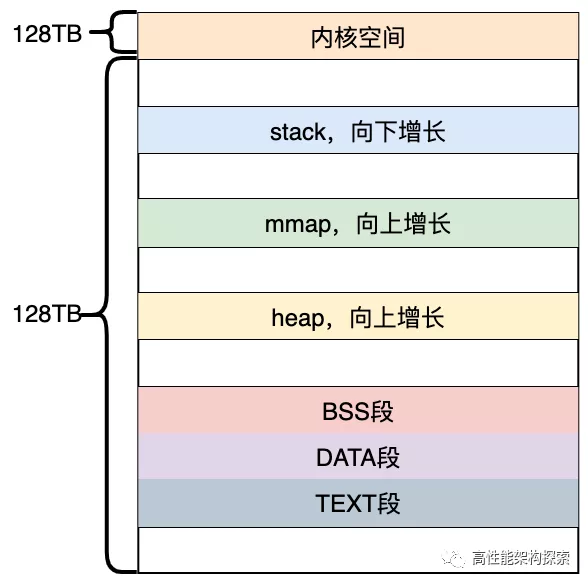 128TB
内核空间
stack，向下增长
mmap，向上增长
128TB
heap，向上增长
BSS段
DATA段
TEXT段
高性能架构探索